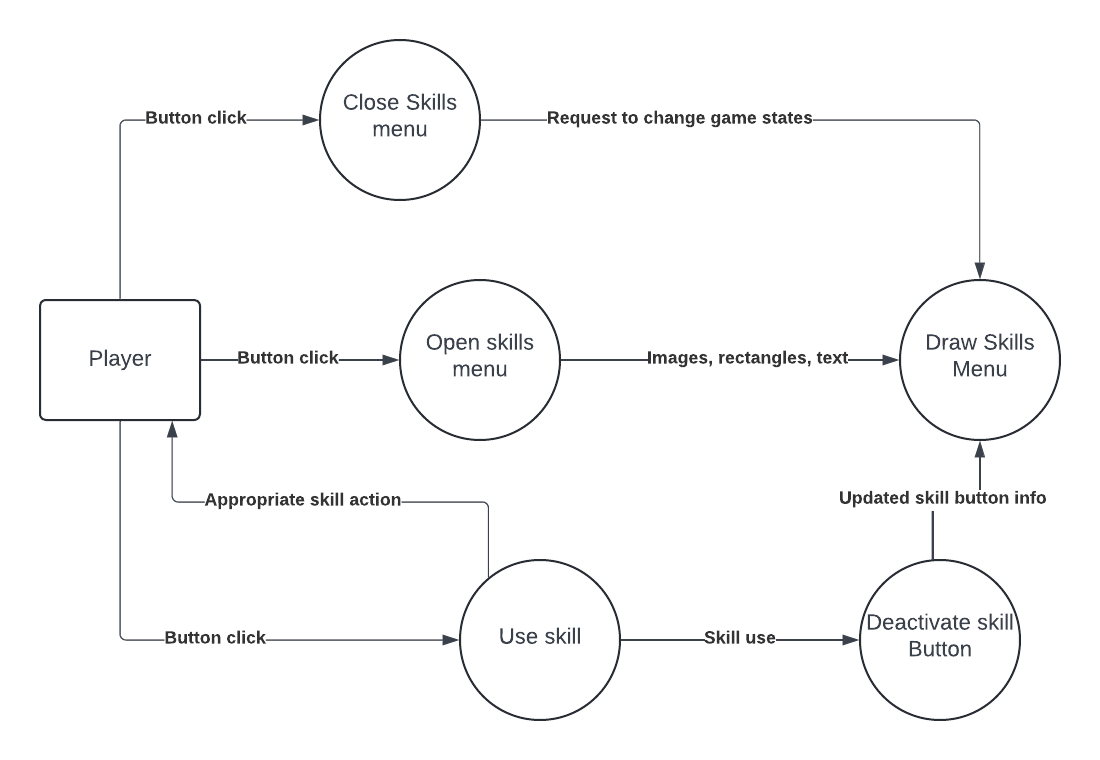 Close Skills
menu
Button click
Request to change game states
Player
Button click
Open skills
menu
Images, rectangles, text
Draw Skills
Menu
Appropriate skill action
Updated skill button info
Button click
Use skill
Skill use
Deactivate skill
Button